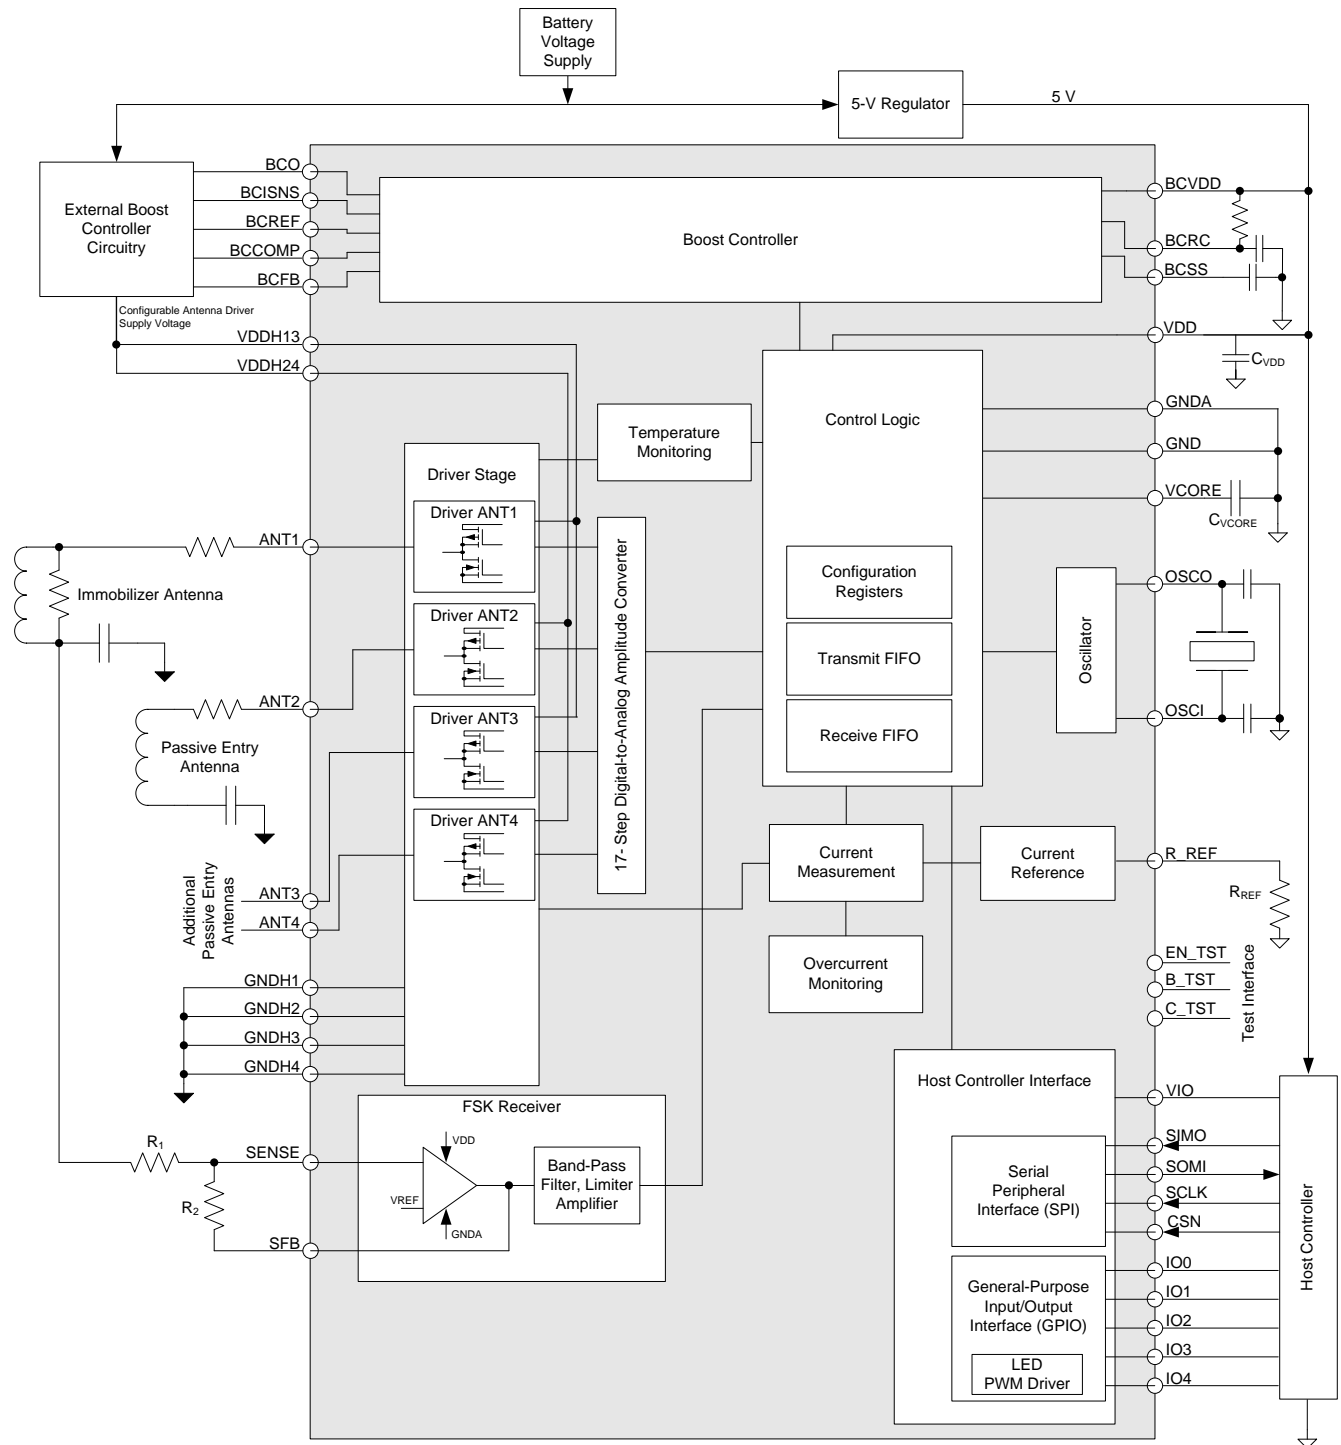 Battery
Voltage
Supply
5-V Regulator
5 V
BCO
BCISNS
BCREF
BCCOMP
BCFB
External Boost
Controller
Circuitry
Boost Controller
BCVDD
BCRC
BCSS
Configurable Antenna Driver
Supply Voltage
VDDH13
VDDH24
VDD
CVDD
Temperature
Monitoring
Control Logic
GNDA
GND
VCORE
CVCORE
Driver Stage
Driver ANT1
Driver ANT2
Driver ANT3
Driver ANT4
17- Step Digital-to-Analog Amplitude Converter
Configuration
Registers
Transmit FIFO
Receive FIFO
Oscillator
OSCO
OSCI
ANT1
Immobilizer Antenna
ANT2
Passive Entry
Antenna
Additional
Passive Entry
Antennas
ANT3
ANT4
Current
Measurement
Current
Reference
R_REF
RREF
Overcurrent
Monitoring
EN_TST
B_TST
C_TST
Test Interface
GNDH1
GNDH2
GNDH3
GNDH4
FSK Receiver
R1
R2
SENSE
SFB
VDD
VREF
GNDA
Band-Pass
Filter, Limiter
Amplifier
Host Controller Interface
VIO
Serial
Peripheral
Interface (SPI)
SIMO
SOMI
SCLK
CSN
General-Purpose
Input/Output
Interface (GPIO)
LED
PWM Driver
IO0
IO1
IO2
IO3
IO4
Host Controller